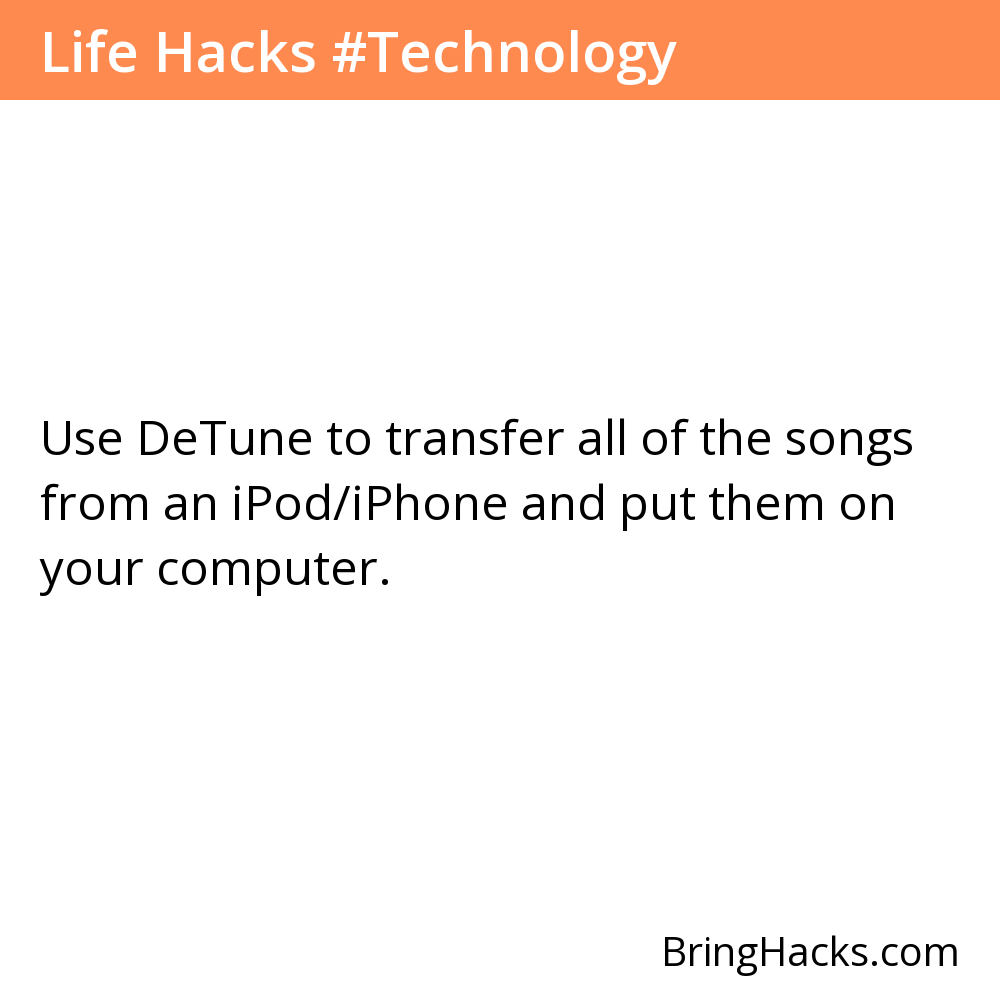 Life Hacks #Technology
Use DeTune to transfer all of the songs
from an iPod/iPhone and put them on
your computer.
BringHacks.com